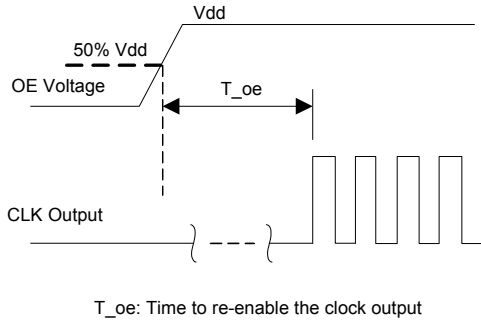 Vdd
50% Vdd
OE Voltage
T_oe
CLK Output
T_oe: Time to re-enable the clock output